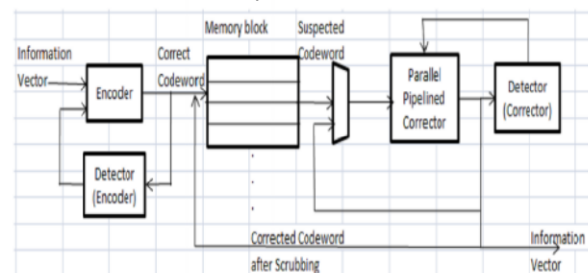 Memory block
Suspected
Codeword
Information
Vector
Correct
Codeword
Encoder
Detector
(Encoder)
Parallel
Pipelined
Corrector
Detector
(Corrector)
Corrected Codeword
after Scrubbing
Information
Vector